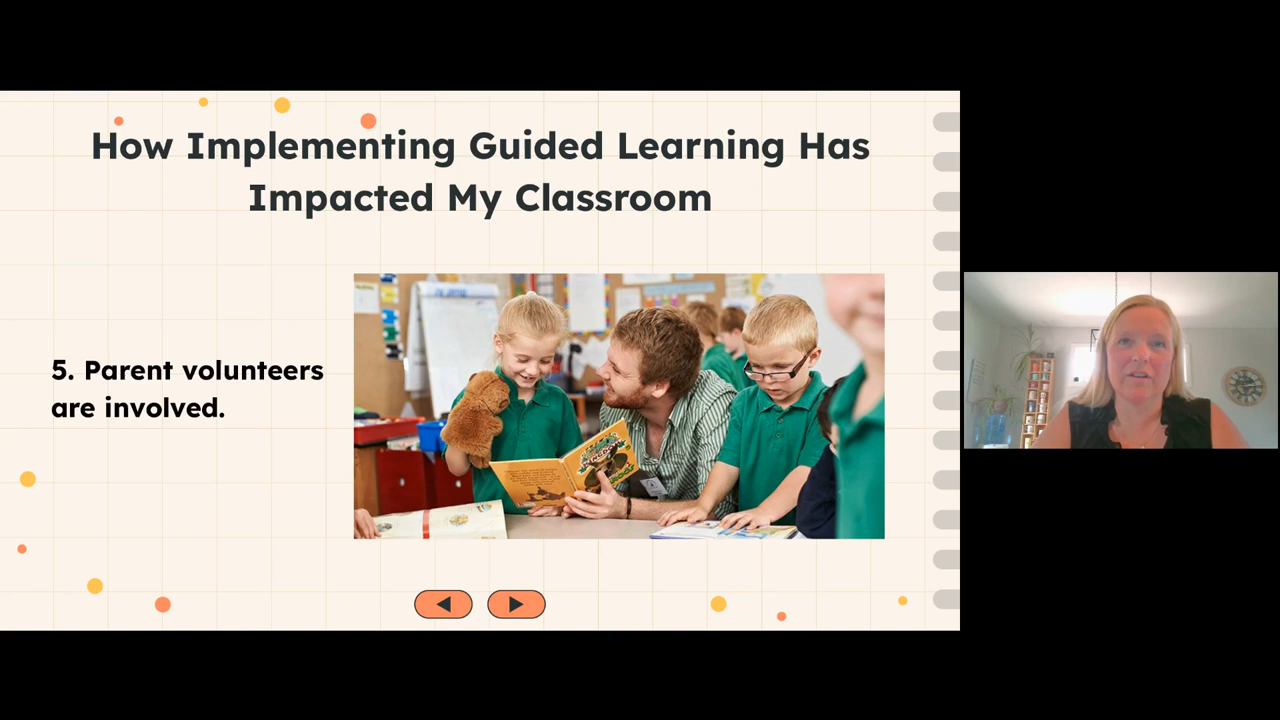 How Implementing Guided Learning Has
Impacted My Classroom
5. Parent volunteers
are involved.